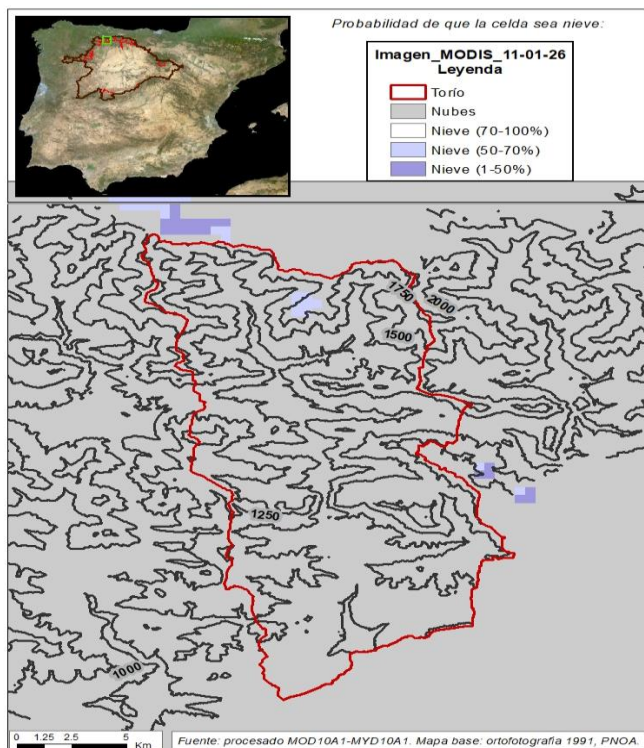 Probabilidad de que la celda sea nieve:
Imagen_MODIS_11-01-26
Leyenda
Torío
Nubes
Nieve (70-100%)
Nieve (50-70%)
Nieve (1-50%)
1750
2000
1500
1250
1000
0 1.25 2.5 5
Km
Fuente: procesado MOD10A1-MYD10A1. Mapa base: ortofotografia 1991, PNOA.